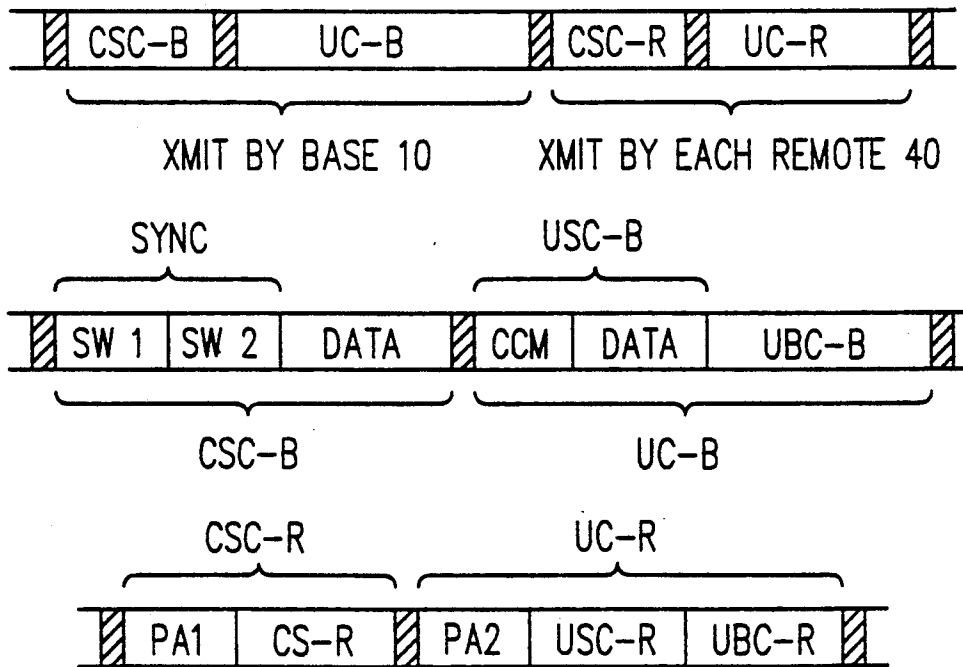 CSC-B UC-B CSC-R UC-R
XMIT BY BASE 10 XMIT BY EACH REMOTE 40
SYNC USC-B
SW 1 SW 2 DATA CCM DATA UBC-B
CSC-B UC-B
CSC-R UC-R
PA1 CS-R PA2 USC-R UBC-R